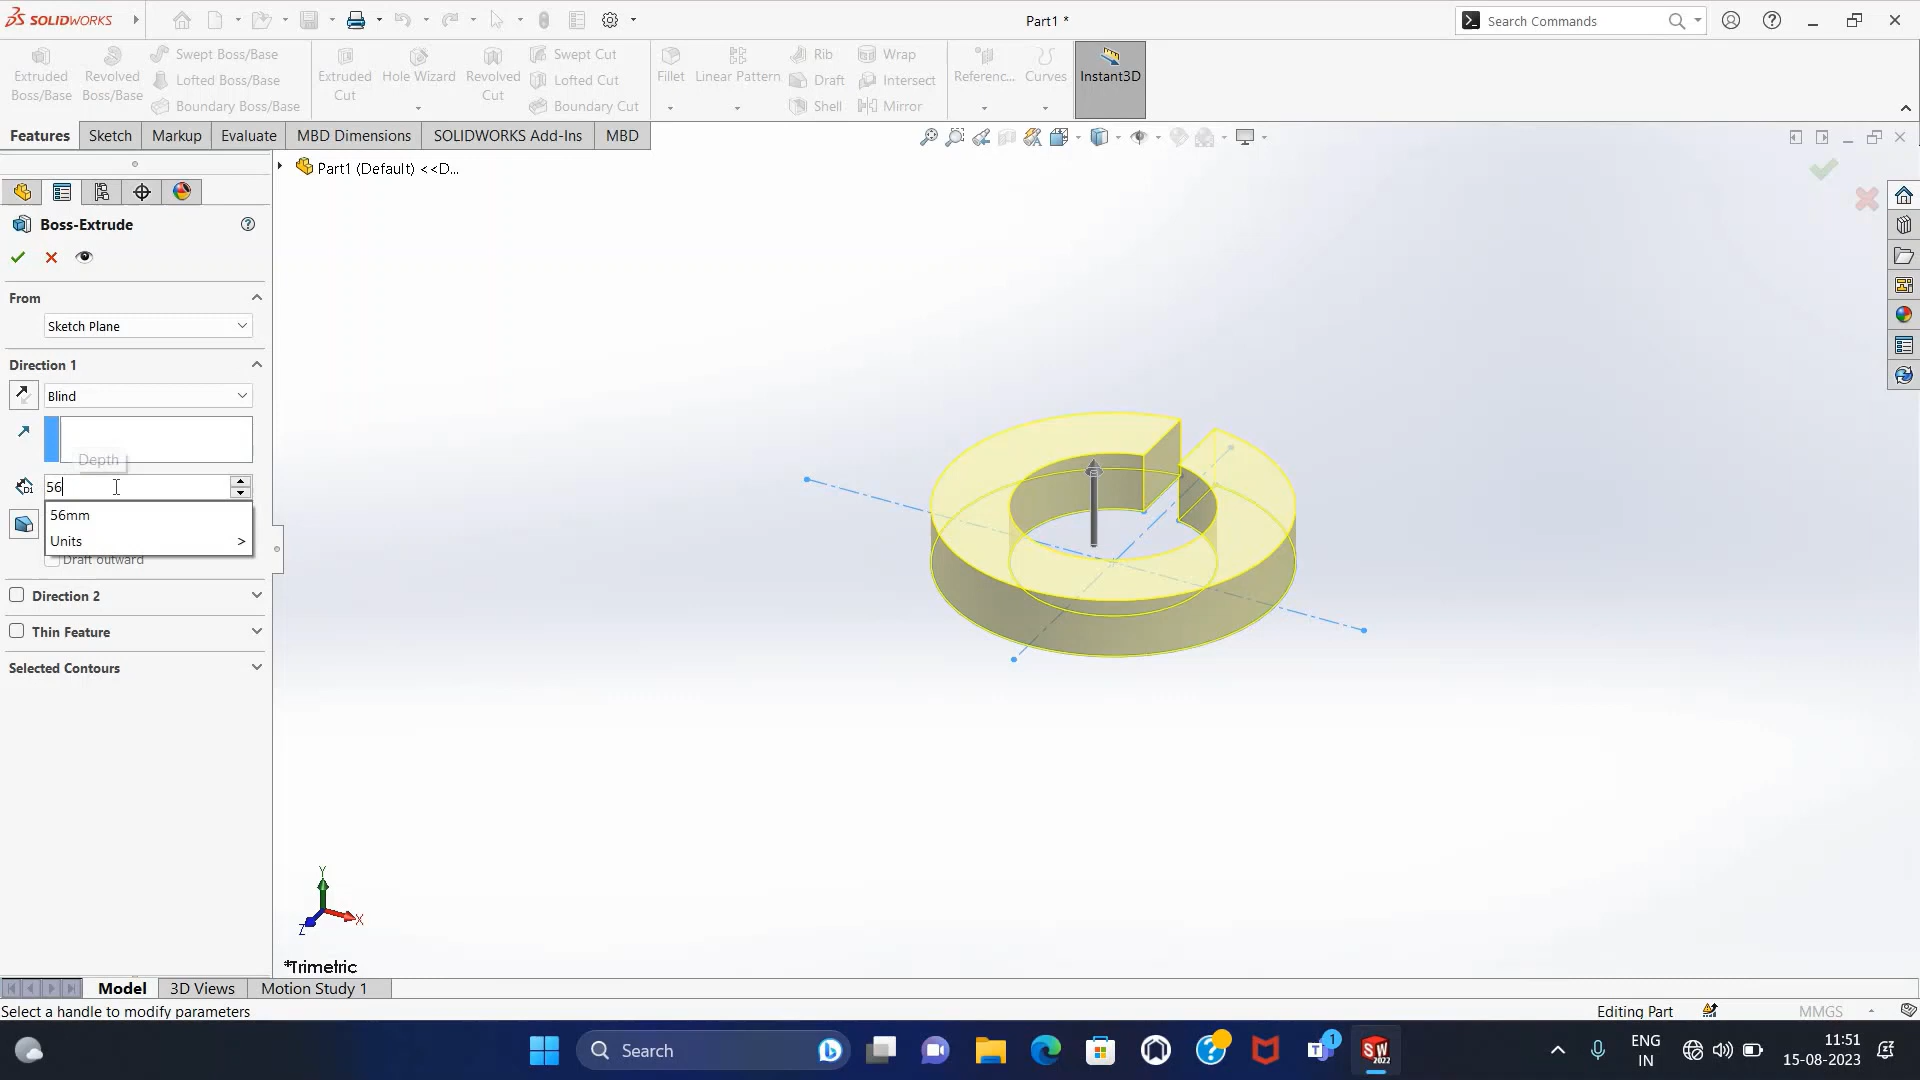 SOLIDWORKS
Part1 *
Search Commands
Extruded Boss/Base
Revolved Boss/Base
Swept Boss/Base
Lofted Boss/Base
Boundary Boss/Base
Extruded Cut
Hole Wizard
Revolved Cut
Swept Cut
Lofted Cut
Boundary Cut
Fillet
Linear Pattern
Rib
Draft
Shell
Wrap
Intersect
Mirror
Referenc...
Curves
Instant3D
Features
Sketch
Markup
Evaluate
MBD Dimensions
SOLIDWORKS Add-Ins
MBD
Part1 (Default) <<D...
Boss-Extrude
From
Sketch Plane
Direction 1
Blind
Depth
56
56mm
Units >
Draft outward
Direction 2
Thin Feature
Selected Contours
Y
X
Z
*Trimetric
Model
3D Views
Motion Study 1
Select a handle to modify parameters
Editing Part
MMGS
Search
1
SW
2022
ENG
IN
11:51
15-08-2023